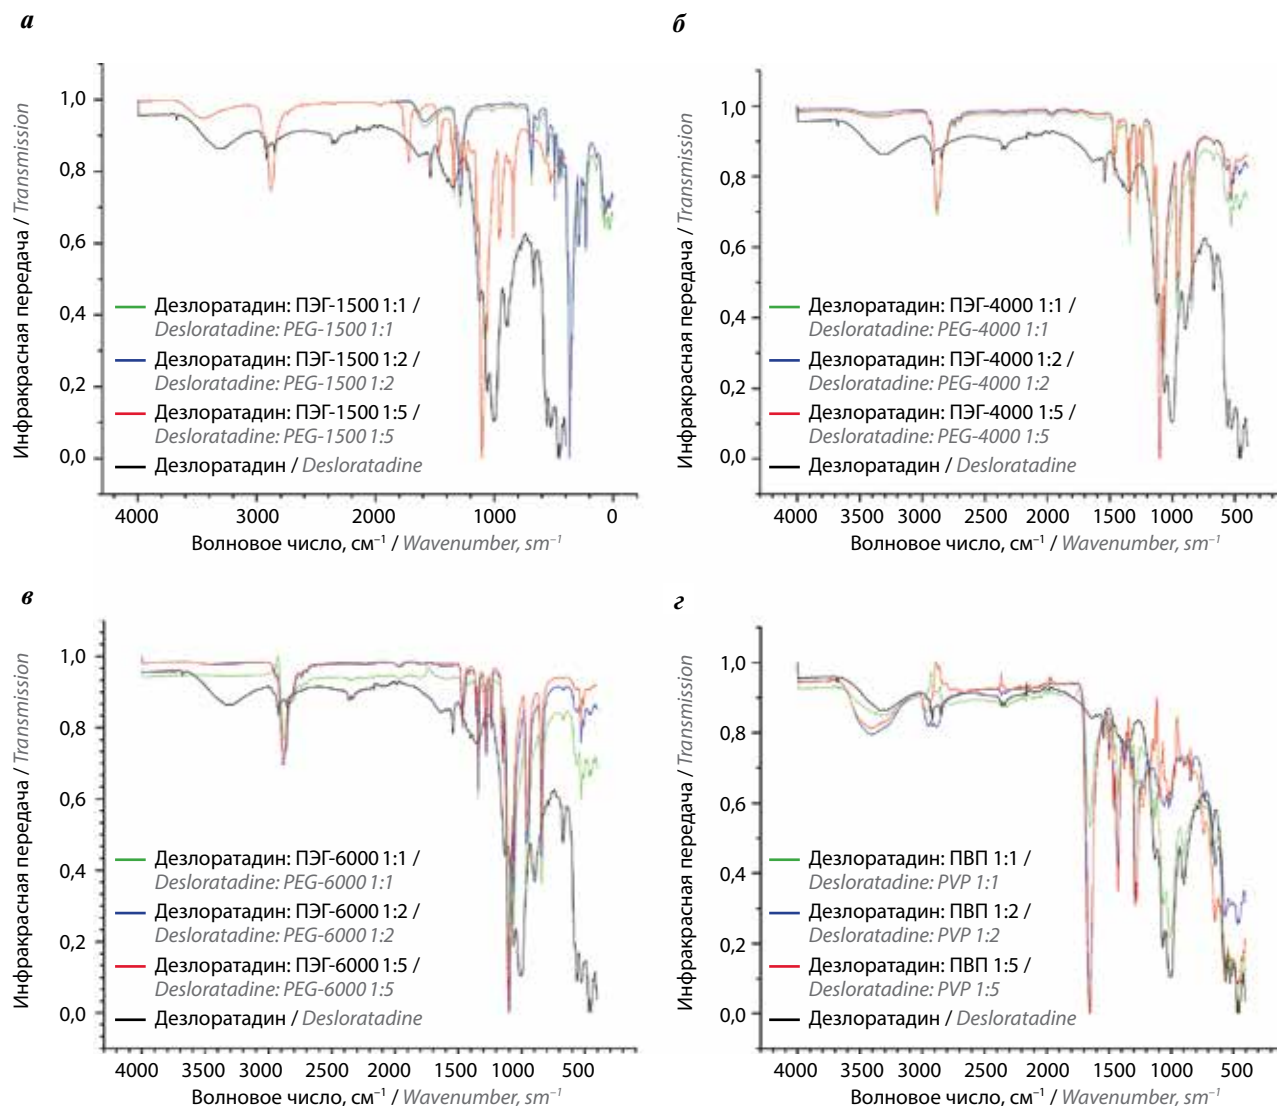 а
Инфракрасная передача / Transmission
1,0
0,8
0,6
0,4
0,2
0,0
Дезлоратадин: ПЭГ-1500 1:1 /
Desloratadine: PEG-1500 1:1
Дезлоратадин: ПЭГ-1500 1:2 /
Desloratadine: PEG-1500 1:2
Дезлоратадин: ПЭГ-1500 1:5 /
Desloratadine: PEG-1500 1:5
Дезлоратадин / Desloratadine
4000 3000 2000 1000 0
Волновое число, см⁻¹ / Wavenumber, sm⁻¹
б
Инфракрасная передача / Transmission
1,0
0,8
0,6
0,4
0,2
0,0
Дезлоратадин: ПЭГ-4000 1:1 /
Desloratadine: PEG-4000 1:1
Дезлоратадин: ПЭГ-4000 1:2 /
Desloratadine: PEG-4000 1:2
Дезлоратадин: ПЭГ-4000 1:5 /
Desloratadine: PEG-4000 1:5
Дезлоратадин / Desloratadine
4000 3500 3000 2500 2000 1500 1000 500
Волновое число, см⁻¹ / Wavenumber, sm⁻¹
в
Инфракрасная передача / Transmission
1,0
0,8
0,6
0,4
0,2
0,0
Дезлоратадин: ПЭГ-6000 1:1 /
Desloratadine: PEG-6000 1:1
Дезлоратадин: ПЭГ-6000 1:2 /
Desloratadine: PEG-6000 1:2
Дезлоратадин: ПЭГ-6000 1:5 /
Desloratadine: PEG-6000 1:5
Дезлоратадин / Desloratadine
4000 3500 3000 2500 2000 1500 1000 500 0
Волновое число, см⁻¹ / Wavenumber, sm⁻¹
г
Инфракрасная передача / Transmission
1,0
0,8
0,6
0,4
0,2
0,0
Дезлоратадин: ПВП 1:1 /
Desloratadine: PVP 1:1
Дезлоратадин: ПВП 1:2 /
Desloratadine: PVP 1:2
Дезлоратадин: ПВП 1:5 /
Desloratadine: PVP 1:5
Дезлоратадин / Desloratadine
4000 3500 3000 2500 2000 1500 1000 500
Волновое число, см⁻¹ / Wavenumber, sm⁻¹